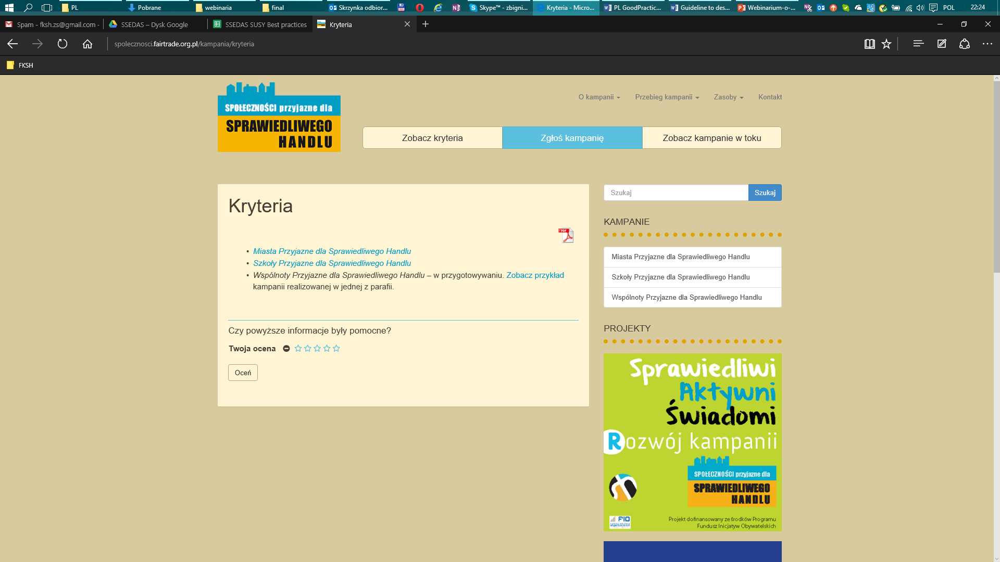 PL
Pobrane
webinaria
final
Skrzynka odbior...
Skype™ - zbigni...
Kryteria - Micro...
PL GoodPractic...
Guideline to des...
Webinarium-o-...
POL
22:24
Spam - fksh.zs@gmail.com -
SSEDAS – Dysk Google
SSEDAS SUSY Best practices
Kryteria
spolecznosci.fairtrade.org.pl/kampania/kryteria
FKSH
SPOŁECZNOŚCI przyjazne dla
SPRAWIEDLIWEGO
HANDLU
O kampanii
Przebieg kampanii
Zasoby
Kontakt
Zobacz kryteria
Zgłoś kampanię
Zobacz kampanie w toku
Kryteria
PDF
• Miasta Przyjazne dla Sprawiedliwego Handlu
• Szkoły Przyjazne dla Sprawiedliwego Handlu
• Wspólnoty Przyjazne dla Sprawiedliwego Handlu – w przygotowywaniu. Zobacz przykład
kampanii realizowanej w jednej z parafii.
Czy powyższe informacje były pomocne?
Twoja ocena
Oceń
Szukaj
Szukaj
KAMPANIE
Miasta Przyjazne dla Sprawiedliwego Handlu
Szkoły Przyjazne dla Sprawiedliwego Handlu
Wspólnoty Przyjazne dla Sprawiedliwego Handlu
PROJEKTY
Sprawiedliwi
Aktywni
Świadomi
Rozwój kampanii
SPOŁECZNOŚCI przyjazne dla
SPRAWIEDLIWEGO
HANDLU
FIO
Projekt dofinansowany ze środków Programu
Fundusz Inicjatyw Obywatelskich